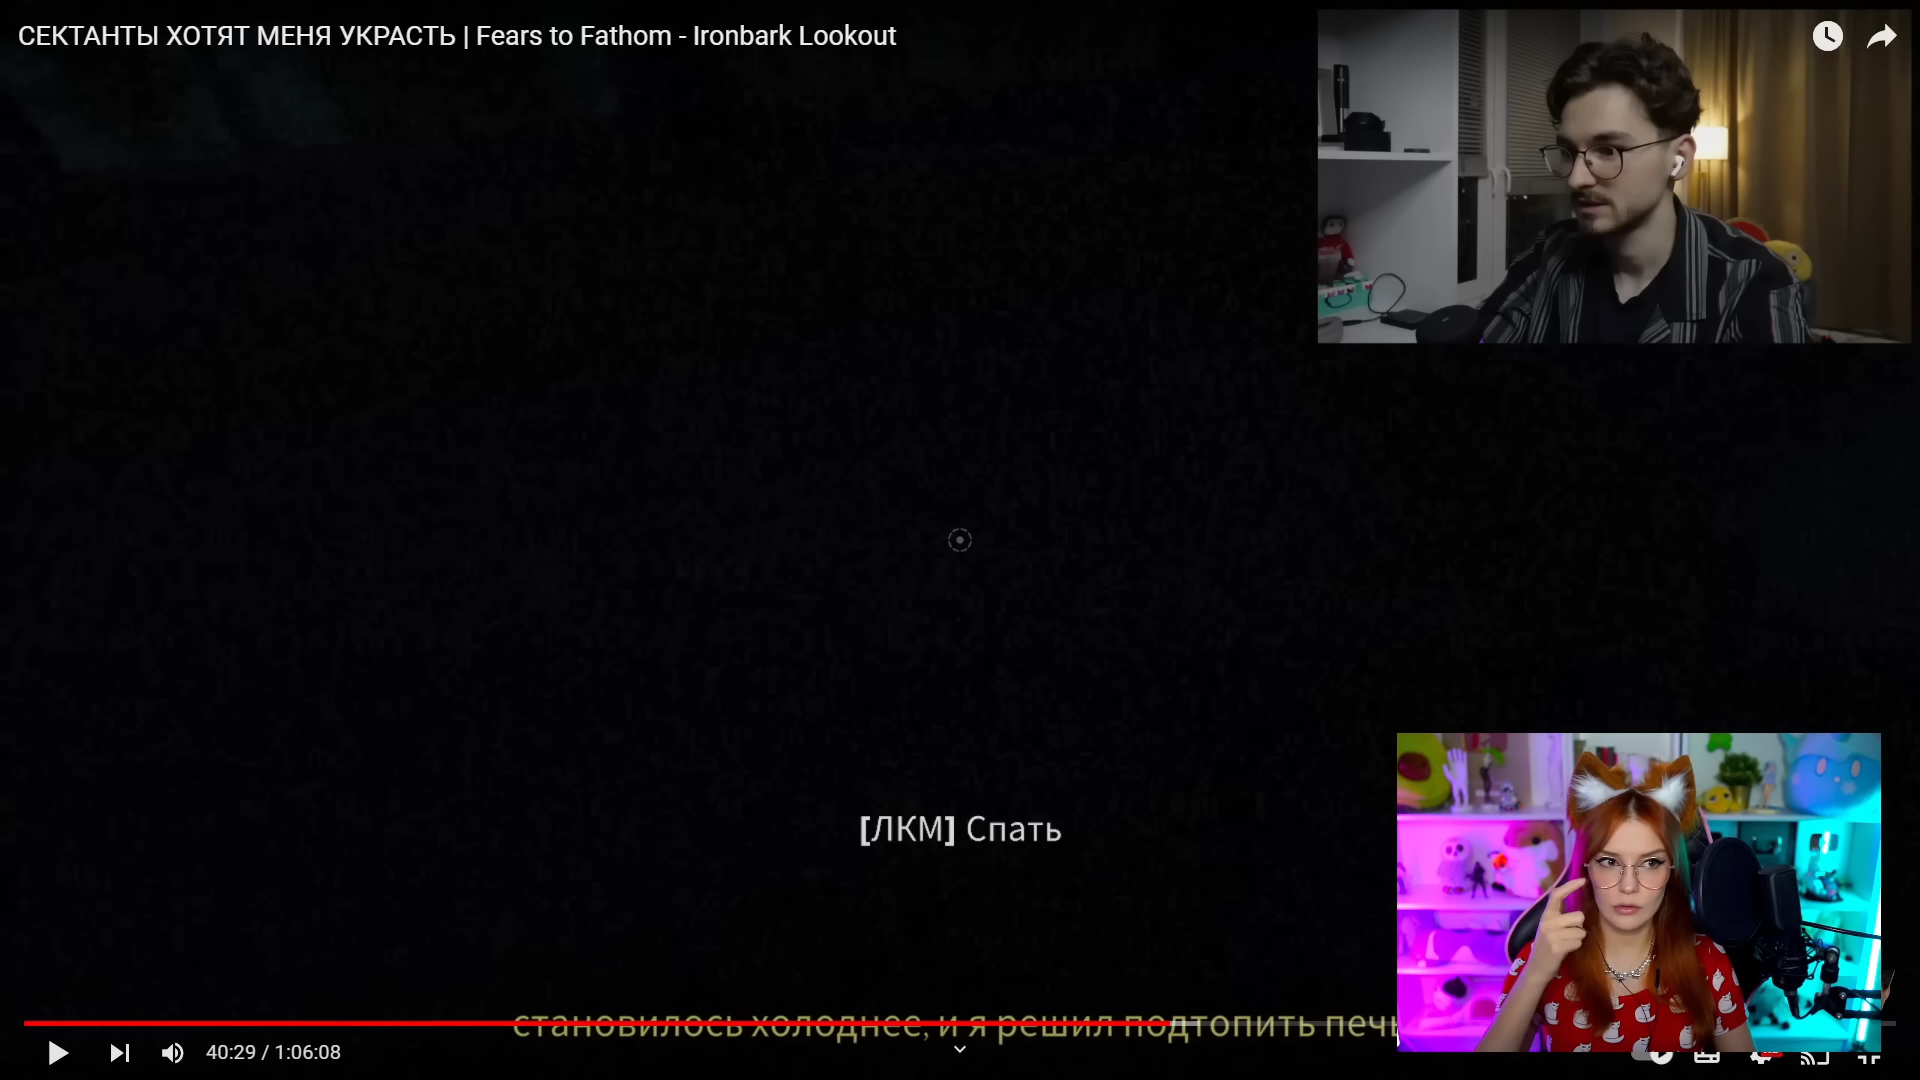 СЕКТАНТЫ ХОТЯТ МЕНЯ УКРАСТЬ | Fears to Fathom - Ironbark Lookout
[ЛКМ] Спать
становилось холоднее, и я решил подтопить печь
40:29 / 1:06:08